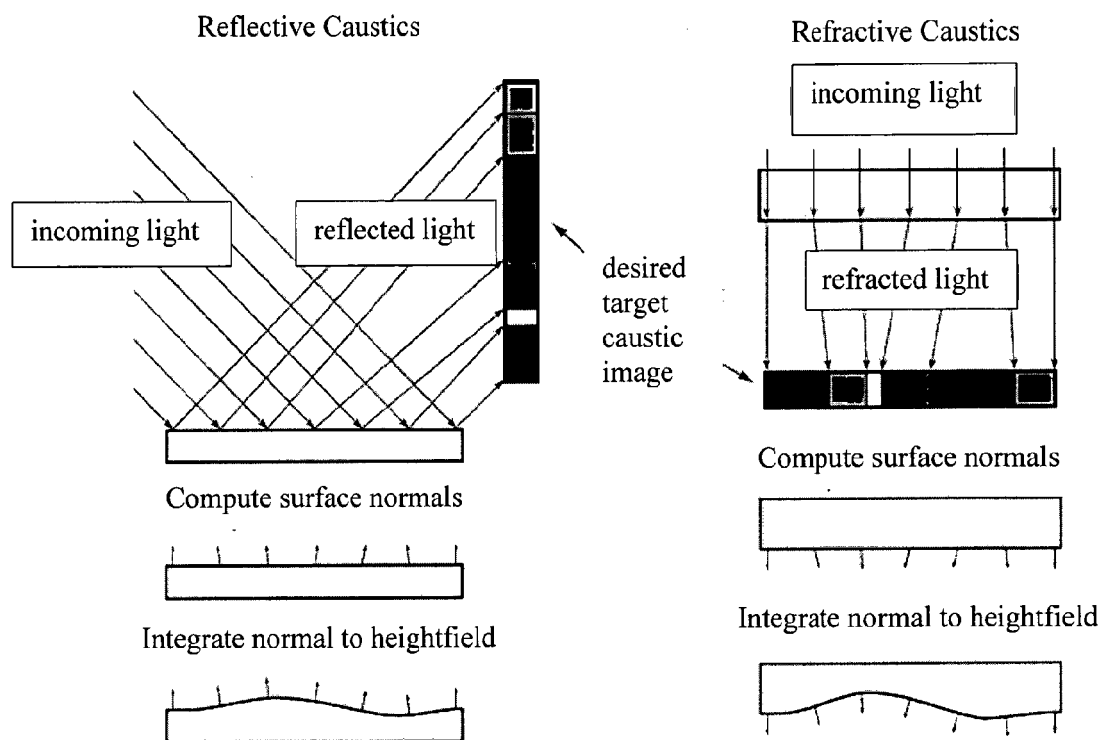 Reflective Caustics
incoming light
reflected light
desired
target
caustic
image
Compute surface normals
Integrate normal to heightfield
Refractive Caustics
incoming light
refracted light
Compute surface normals
Integrate normal to heightfield